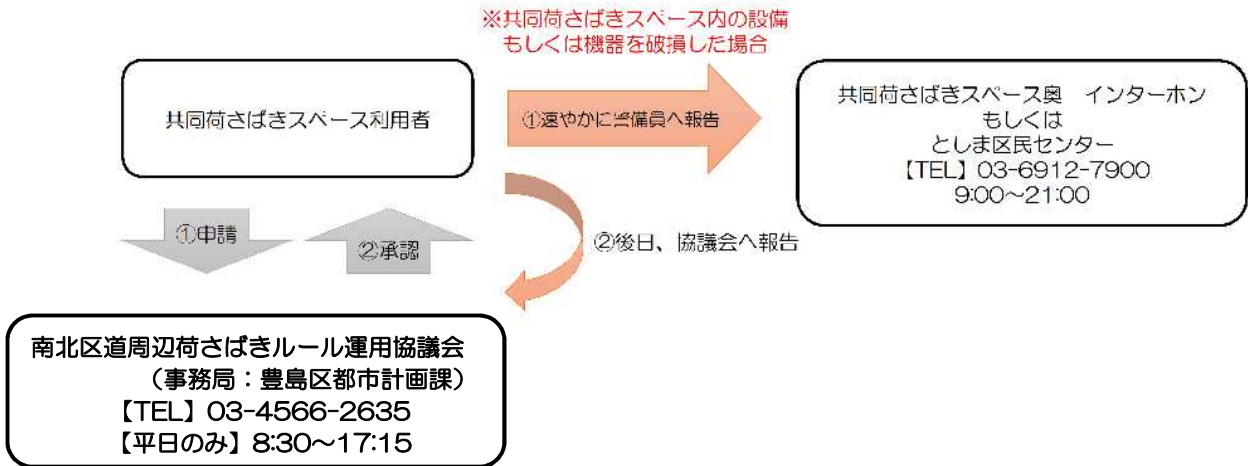 ※共同荷さばきスペース内の設備
もしくは機器を破損した場合
共同荷さばきスペース利用者
①速やかに警備員へ報告
共同荷さばきスペース奥　インターホン
もしくは
としま区民センター
【TEL】03-6912-7900
9:00～21:00
①申請
②承認
②後日、協議会へ報告
南北区道周辺荷さばきルール運用協議会
（事務局：豊島区都市計画課）
【TEL】03-4566-2635
【平日のみ】8:30～17:15